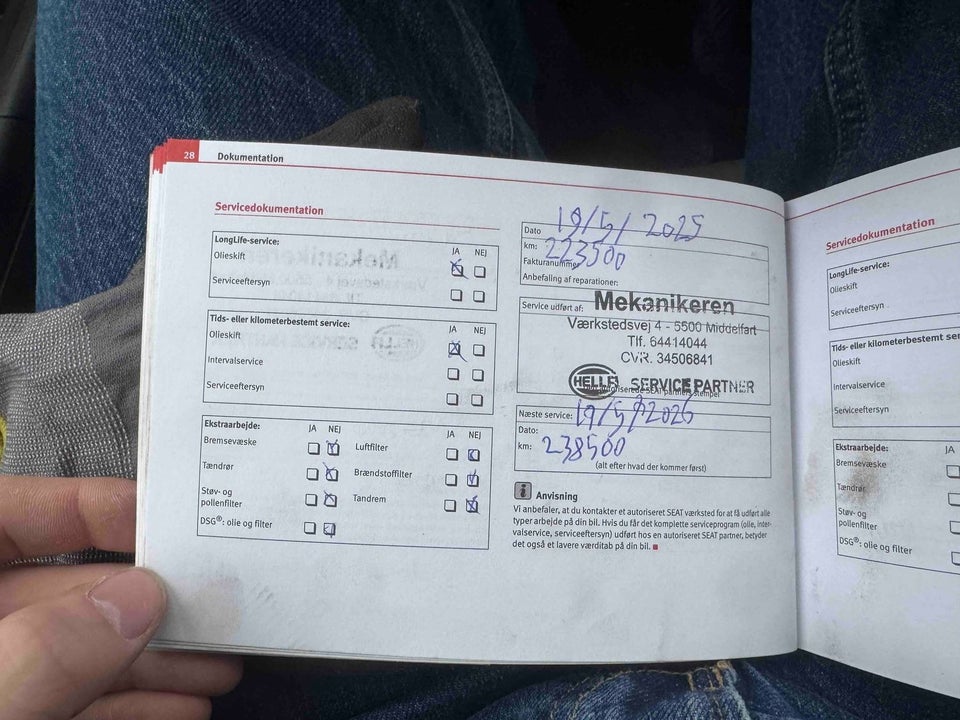 28 Dokumentation
Servicedokumentation
LongLife-service: JA NEJ
Olieskift
Serviceeftersyn
Tids- eller kilometerbestemt service: JA NEJ
Olieskift
Intervalservice
Serviceeftersyn
Ekstraarbejde: JA NEJ JA NEJ
Bremsevæske Luftfilter
Tændrør Brændstoffilter
Støv- og
pollenfilter Tandrem
DSG®: olie og filter
Dato 19/5/2025
km: 223500
Fakturanummer
Anbefaling af reparationer:
Service udført af: Mekanikeren
Værkstedsvej 4 - 5500 Middelfart
Tlf. 64414044
CVR. 34506841
HELLA SERVICE PARTNER
autoriserede SEAT partners stempel
Næste service:
Dato: 19/5/2026
km: 238500
(alt efter hvad der kommer først)
i Anvisning
Vi anbefaler, at du kontakter et autoriseret SEAT værksted for at få udført alle
typer arbejde på din bil. Hvis du får det komplette serviceprogram (olie, inter-
valservice, serviceeftersyn) udført hos en autoriseret SEAT partner, betyder
det også et lavere værditab på din bil.
Servicedokumentation
LongLife-service:
Olieskift
Serviceeftersyn
Tids- eller kilometerbestemt ser
Olieskift
Intervalservice
Serviceeftersyn
Ekstraarbejde: JA
Bremsevæske
Tændrør
Støv- og
pollenfilter
DSG®: olie og filter